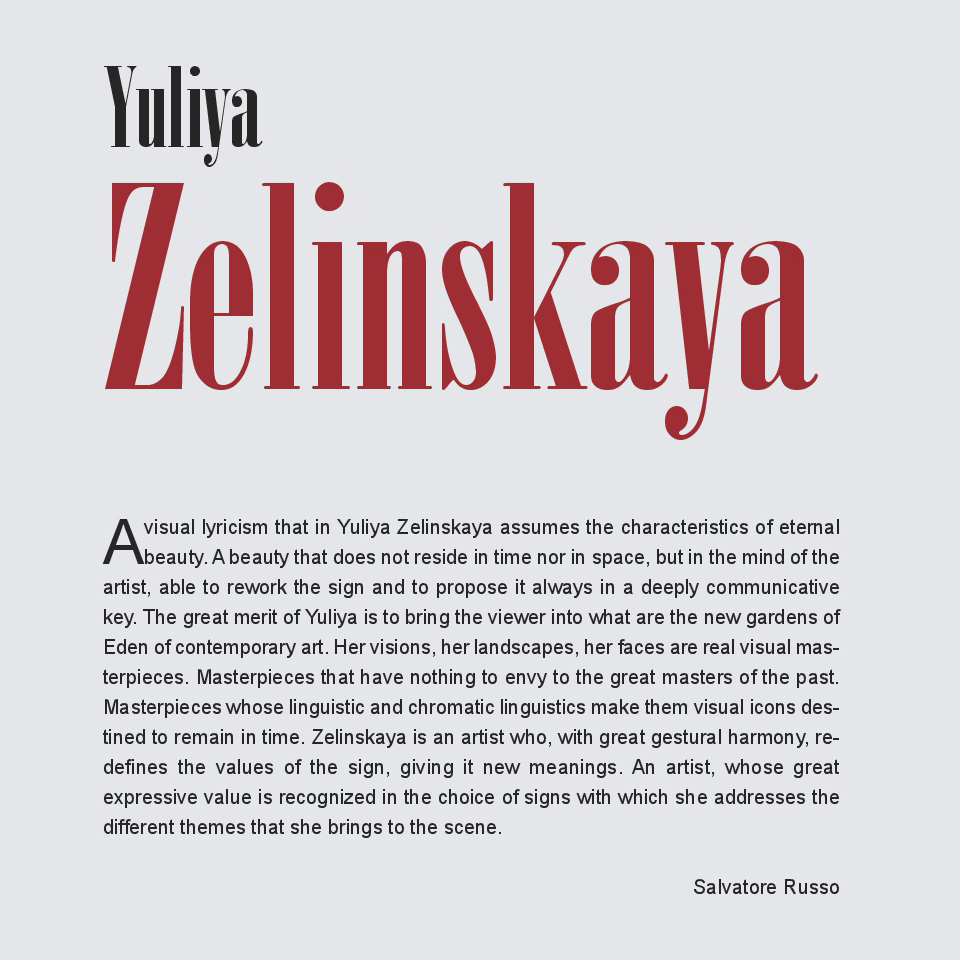 Yuliya
Zelinskaya
A visual lyricism that in Yuliya Zelinskaya assumes the characteristics of eternal
beauty. A beauty that does not reside in time nor in space, but in the mind of the
artist, able to rework the sign and to propose it always in a deeply communicative
key. The great merit of Yuliya is to bring the viewer into what are the new gardens of
Eden of contemporary art. Her visions, her landscapes, her faces are real visual mas-
terpieces. Masterpieces that have nothing to envy to the great masters of the past.
Masterpieces whose linguistic and chromatic linguistics make them visual icons des-
tined to remain in time. Zelinskaya is an artist who, with great gestural harmony, re-
defines the values of the sign, giving it new meanings. An artist, whose great
expressive value is recognized in the choice of signs with which she addresses the
different themes that she brings to the scene.
Salvatore Russo